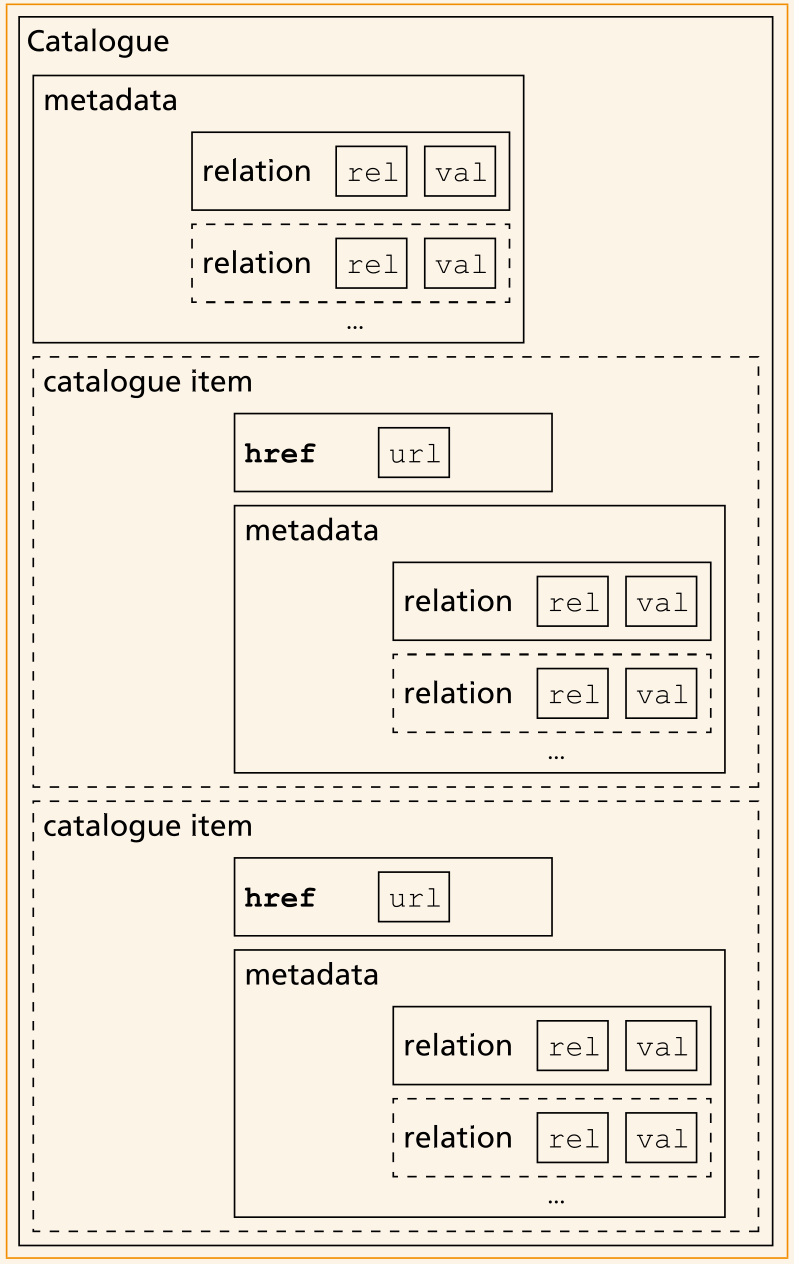 Catalogue
metadata
relation rel val
relation rel val
...
catalogue item
href url
metadata
relation rel val
relation rel val
...
catalogue item
href url
metadata
relation rel val
relation rel val
...